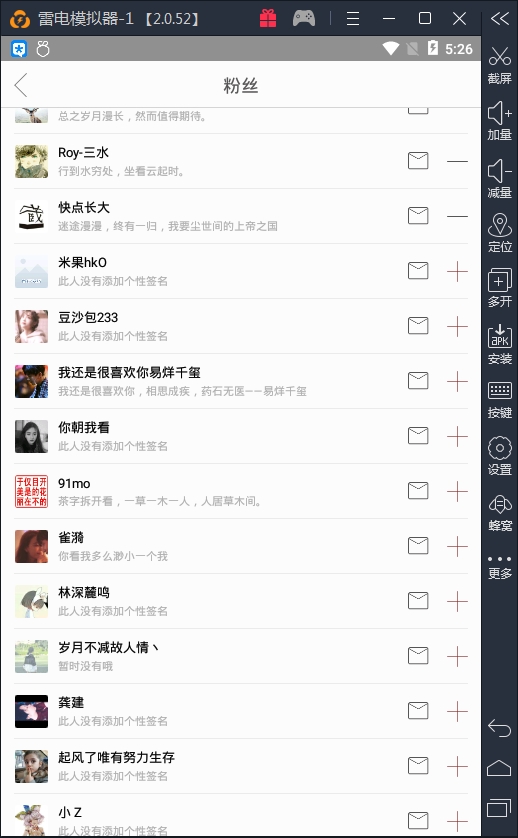 雷电模拟器-1 【2.0.52】
5:26
粉丝
总之岁月漫长，然而值得期待。
Roy-三水
行到水穷处，坐看云起时。
快点长大
迷途漫漫，终有一归，我要尘世间的上帝之国
米果hkO
此人没有添加个性签名
豆沙包233
此人没有添加个性签名
我还是很喜欢你易烊千玺
我还是很喜欢你，相思成疾，药石无医——易烊千玺
你朝我看
此人没有添加个性签名
91mo
茶字拆开看，一草一木一人，人居草木间。
雀漪
你看我多么渺小一个我
林深麓鸣
此人没有添加个性签名
岁月不减故人情丶
暂时没有哦
龚建
此人没有添加个性签名
起风了唯有努力生存
此人没有添加个性签名
小 Z
此人没有添加个性签名
截屏
加量
减量
定位
多开
APK
安装
按键
设置
蜂窝
更多